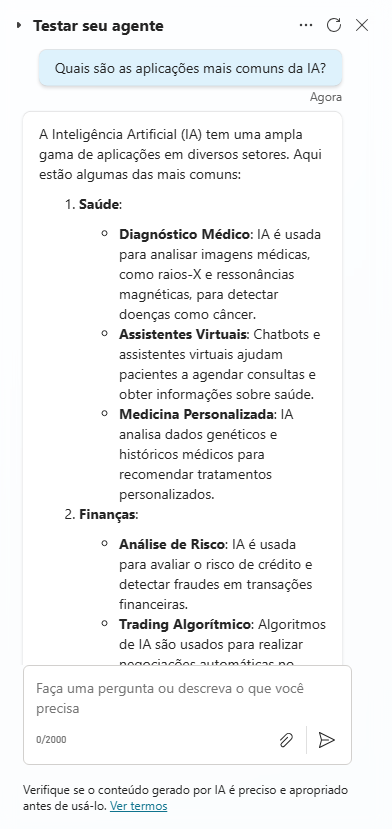 Testar seu agente
Quais são as aplicações mais comuns da IA?
Agora
A Inteligência Artificial (IA) tem uma ampla
gama de aplicações em diversos setores. Aqui
estão algumas das mais comuns:
1. Saúde:
Diagnóstico Médico: IA é usada
para analisar imagens médicas,
como raios-X e ressonâncias
magnéticas, para detectar
doenças como câncer.
Assistentes Virtuais: Chatbots e
assistentes virtuais ajudam
pacientes a agendar consultas e
obter informações sobre saúde.
Medicina Personalizada: IA
analisa dados genéticos e
históricos médicos para
recomendar tratamentos
personalizados.
2. Finanças:
Análise de Risco: IA é usada
para avaliar o risco de crédito e
detectar fraudes em transações
financeiras.
Trading Algorítmico: Algoritmos
de IA são usados para realizar
negociações automáticas no
Faça uma pergunta ou descreva o que você
precisa
0/2000
Verifique se o conteúdo gerado por IA é preciso e apropriado
antes de usá-lo. Ver termos